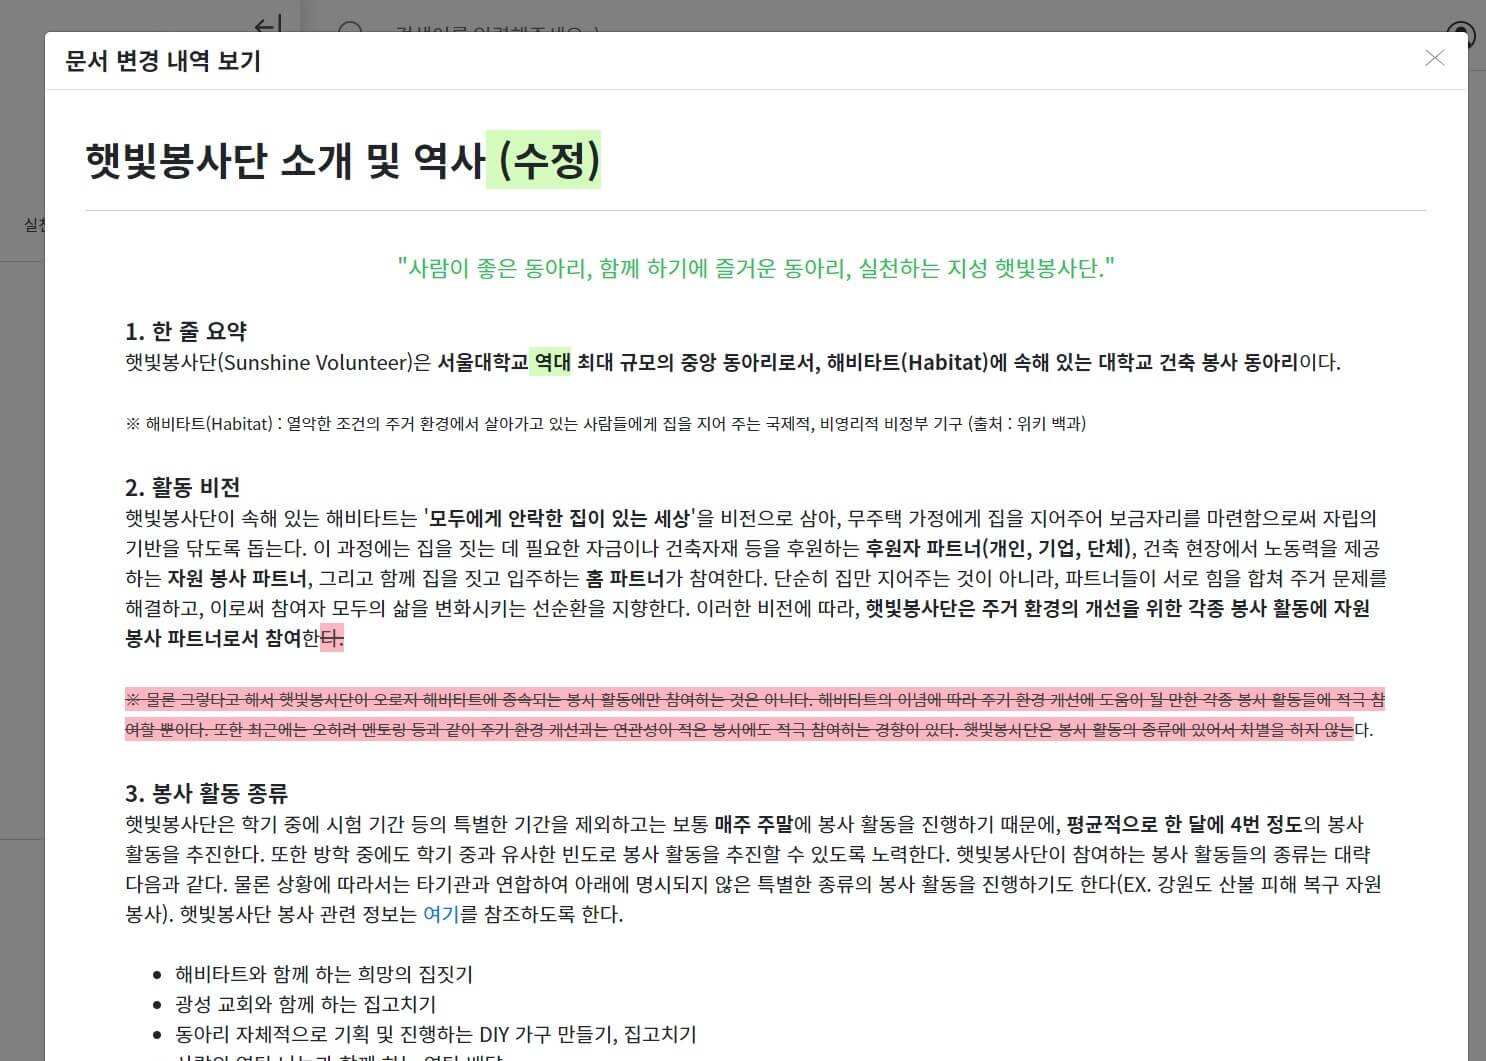 문서 변경 내역 보기
햇빛봉사단 소개 및 역사 (수정)
"사람이 좋은 동아리, 함께 하기에 즐거운 동아리, 실천하는 지성 햇빛봉사단."
1. 한 줄 요약
햇빛봉사단(Sunshine Volunteer)은 서울대학교 역대 최대 규모의 중앙 동아리로서, 해비타트(Habitat)에 속해 있는 대학교 건축 봉사 동아리이다.
※ 해비타트(Habitat) : 열악한 조건의 주거 환경에서 살아가고 있는 사람들에게 집을 지어 주는 국제적, 비영리적 비정부 기구 (출처 : 위키 백과)
2. 활동 비전
햇빛봉사단이 속해 있는 해비타트는 '모두에게 안락한 집이 있는 세상'을 비전으로 삼아, 무주택 가정에게 집을 지어주어 보금자리를 마련함으로써 자립의
기반을 닦도록 돕는다. 이 과정에는 집을 짓는 데 필요한 자금이나 건축자재 등을 후원하는 후원자 파트너(개인, 기업, 단체), 건축 현장에서 노동력을 제공
하는 자원 봉사 파트너, 그리고 함께 집을 짓고 입주하는 홈 파트너가 참여한다. 단순히 집만 지어주는 것이 아니라, 파트너들이 서로 힘을 합쳐 주거 문제를
해결하고, 이로써 참여자 모두의 삶을 변화시키는 선순환을 지향한다. 이러한 비전에 따라, 햇빛봉사단은 주거 환경의 개선을 위한 각종 봉사 활동에 자원
봉사 파트너로서 참여한다.
※ 물론 그렇다고 해서 햇빛봉사단이 오로지 해비타트에 종속되는 봉사 활동에만 참여하는 것은 아니다. 해비타트의 이념에 따라 주거 환경 개선에 도움이 될 만한 각종 봉사 활동들에 적극 참
여할 뿐이다. 또한 최근에는 오히려 멘토링 등과 같이 주거 환경 개선과는 연관성이 적은 봉사에도 적극 참여하는 경향이 있다. 햇빛봉사단은 봉사 활동의 종류에 있어서 차별을 하지 않는다.
3. 봉사 활동 종류
햇빛봉사단은 학기 중에 시험 기간 등의 특별한 기간을 제외하고는 보통 매주 주말에 봉사 활동을 진행하기 때문에, 평균적으로 한 달에 4번 정도의 봉사
활동을 추진한다. 또한 방학 중에도 학기 중과 유사한 빈도로 봉사 활동을 추진할 수 있도록 노력한다. 햇빛봉사단이 참여하는 봉사 활동들의 종류는 대략
다음과 같다. 물론 상황에 따라서는 타기관과 연합하여 아래에 명시되지 않은 특별한 종류의 봉사 활동을 진행하기도 한다(EX. 강원도 산불 피해 복구 자원
봉사). 햇빛봉사단 봉사 관련 정보는 여기를 참조하도록 한다.
해비타트와 함께 하는 희망의 집짓기
광성 교회와 함께 하는 집고치기
동아리 자체적으로 기획 및 진행하는 DIY 가구 만들기, 집고치기